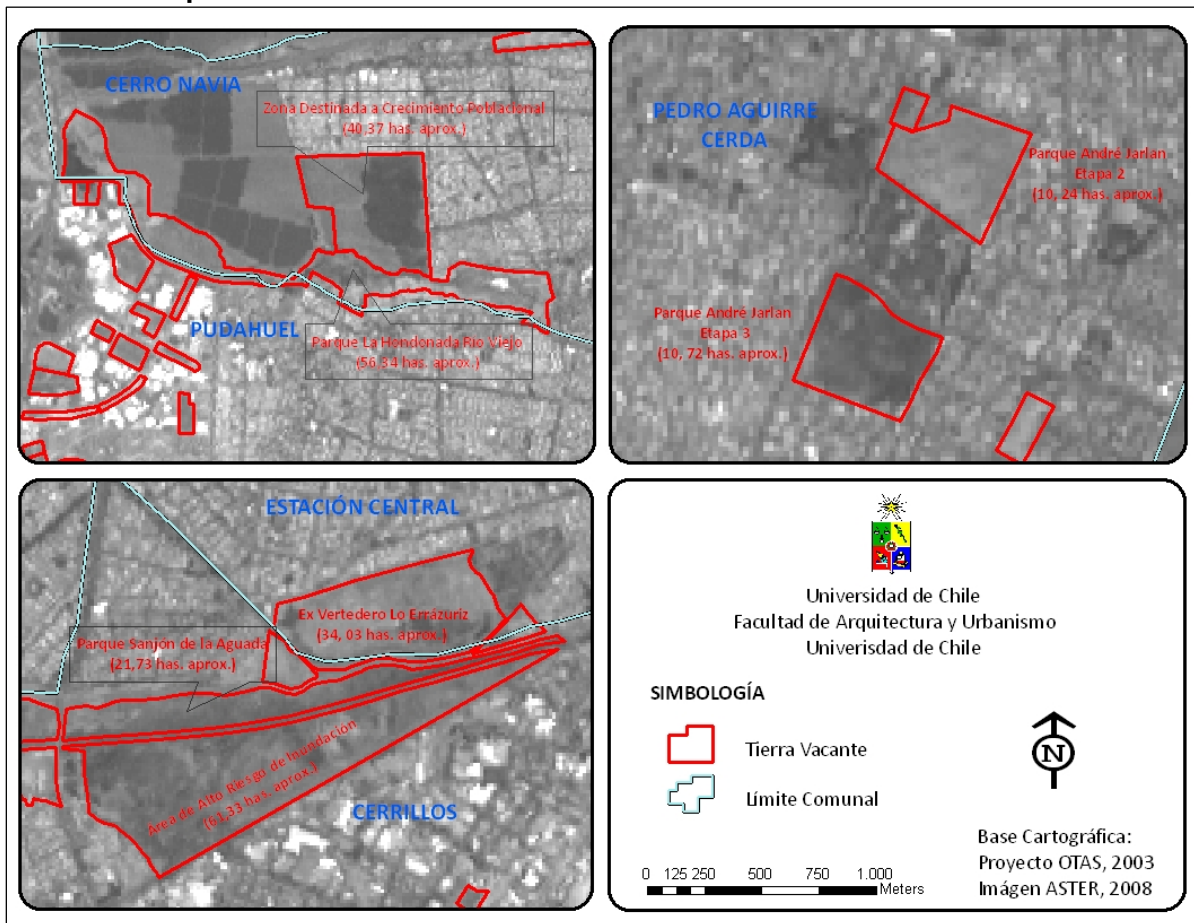 CERRO NAVIA
Zona Destinada a Crecimiento Poblacional
(40,37 has. aprox.)
PUDAHUEL
Parque La Hondonada Rio Viejo
(56,34 has. aprox.)
PEDRO AGUIRRE
CERDA
Parque André Jarlan
Etapa 2
(10, 24 has. aprox.)
Parque André Jarlan
Etapa 3
(10, 72 has. aprox.)
ESTACIÓN CENTRAL
Ex Vertedero Lo Errázuriz
(34, 03 has. aprox.)
Parque Sanjón de la Aguada
(21,73 has. aprox.)
Area de Alto Riesgo de Inundación
(61,33 has. aprox.)
CERRILLOS
Universidad de Chile
Facultad de Arquitectura y Urbanismo
Univerisdad de Chile
SIMBOLOGÍA
Tierra Vacante
Límite Comunal
N
Base Cartográfica:
Proyecto OTAS, 2003
Imágen ASTER, 2008
0 125 250 500 750 1.000
Meters